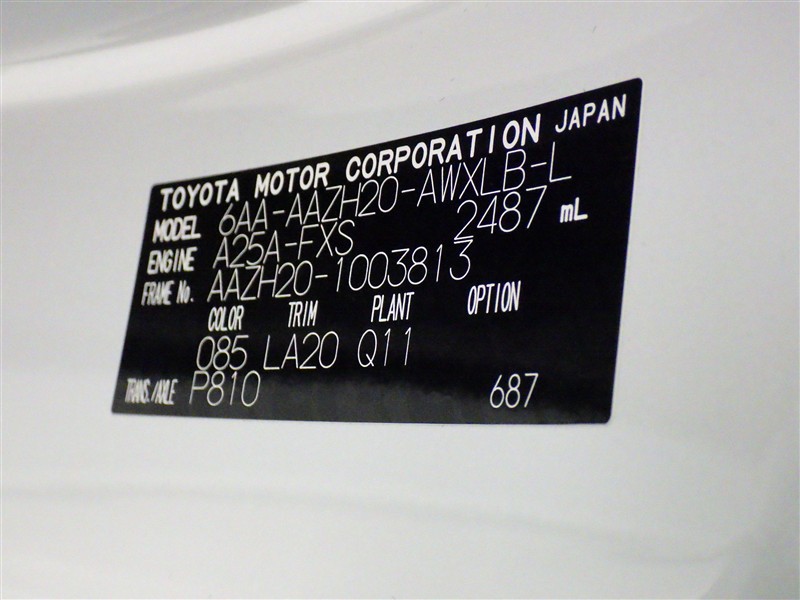 TOYOTA MOTOR CORPORATION JAPAN
MODEL 6AA-AAZH20-AWXLB-L
ENGINE A25A-FXS 2487 mL
FRAME No. AAZH20-1003813
COLOR TRIM PLANT OPTION
085 LA20 Q11
TRANS./AXLE P810 687